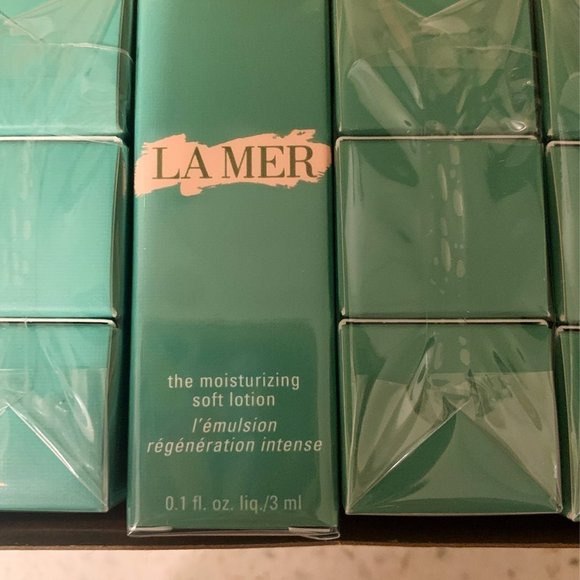 LA MER
the moisturizing
soft lotion
l'émulsion
régénération intense
0.1 fl. oz. liq./3 ml